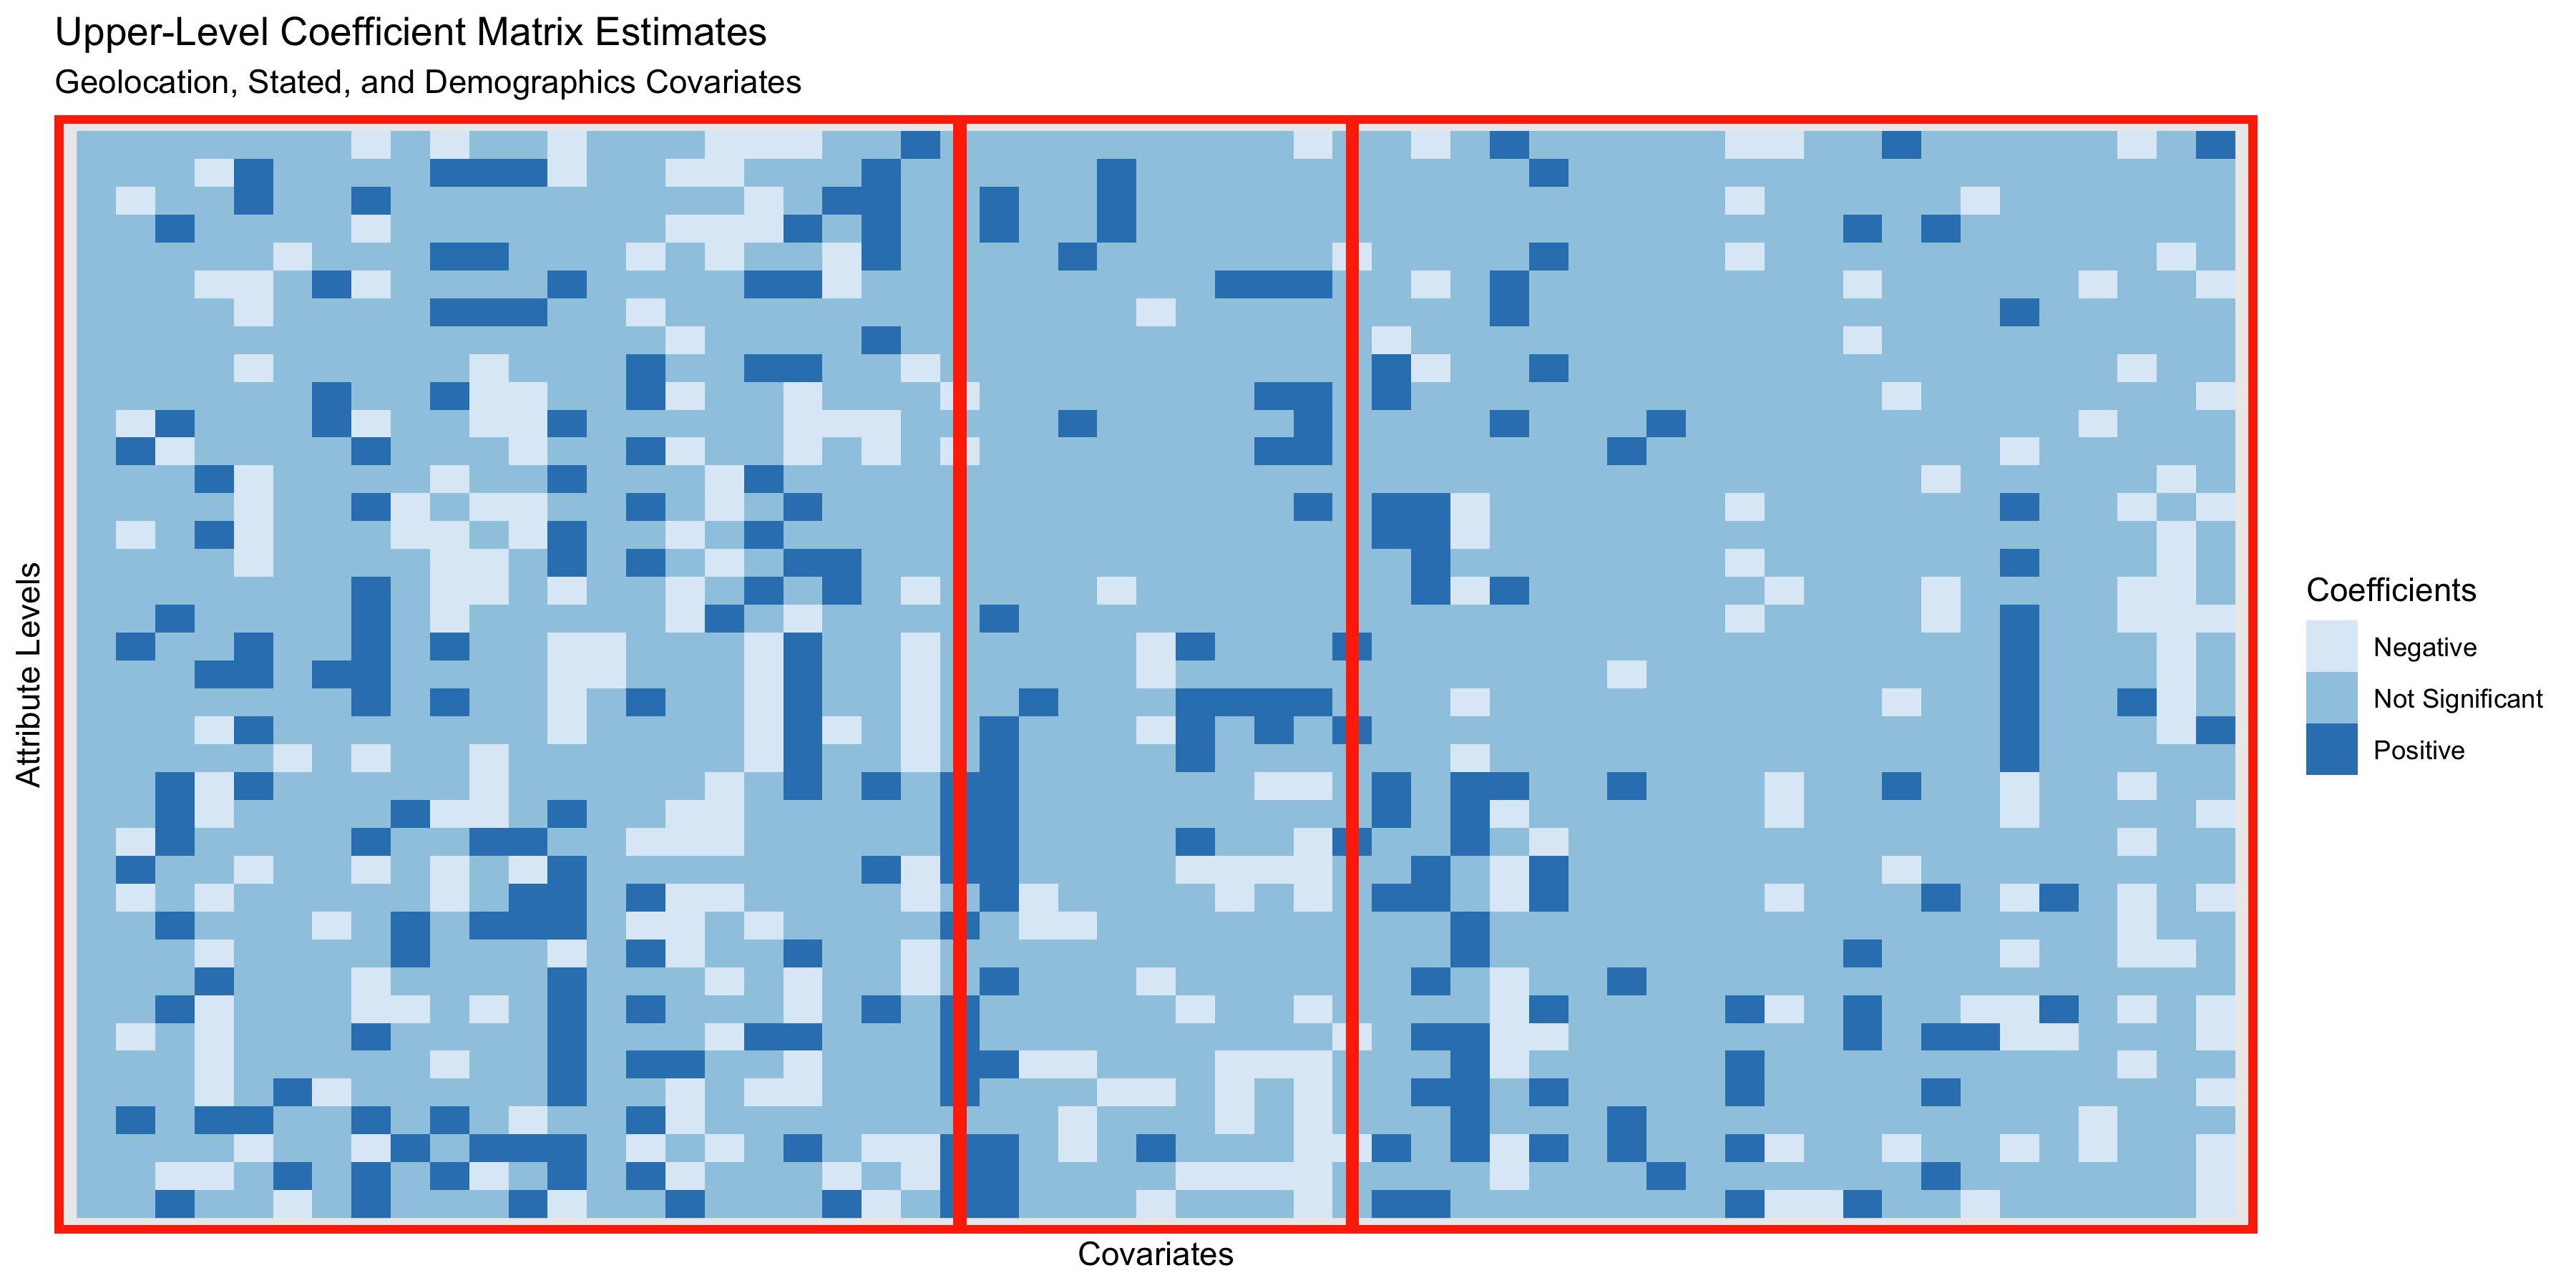 Upper-Level Coefficient Matrix Estimates
Geolocation, Stated, and Demographics Covariates
Attribute Levels
Covariates
Coefficients
Negative
Not Significant
Positive